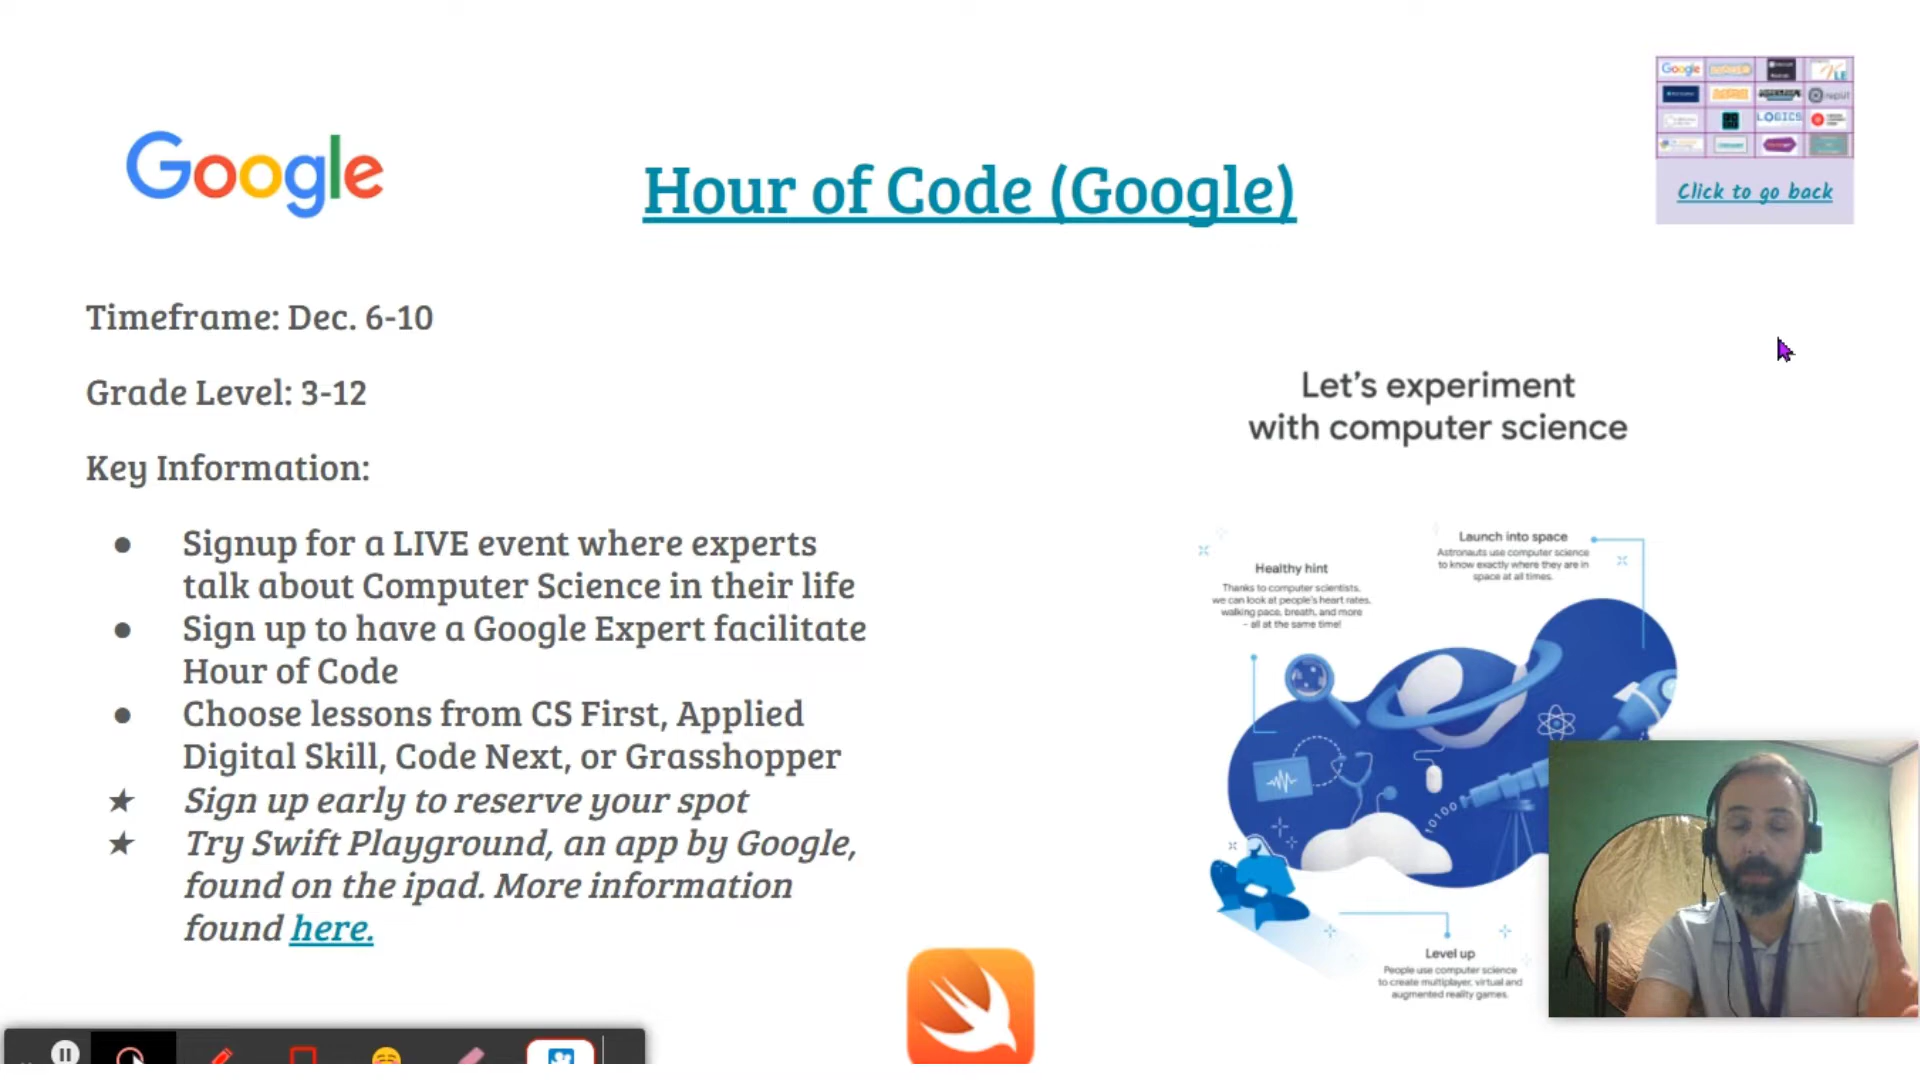 Google
Hour of Code (Google)
Google
LOGICS
Click to go back
Timeframe: Dec. 6-10
Grade Level: 3-12
Key Information:
● Signup for a LIVE event where experts
talk about Computer Science in their life
● Sign up to have a Google Expert facilitate
Hour of Code
● Choose lessons from CS First, Applied
Digital Skill, Code Next, or Grasshopper
★ Sign up early to reserve your spot
★ Try Swift Playground, an app by Google,
found on the ipad. More information
found here.
Let's experiment
with computer science
Healthy hint
Thanks to computer scientists,
we can look at people's heart rates,
walking pace, breath, and more
– all at the same time!
Launch into space
Astronauts use computer science
to know exactly where they are in
space at all times.
10100
Level up
People use computer science
to create multiplayer, virtual and
augmented reality games.